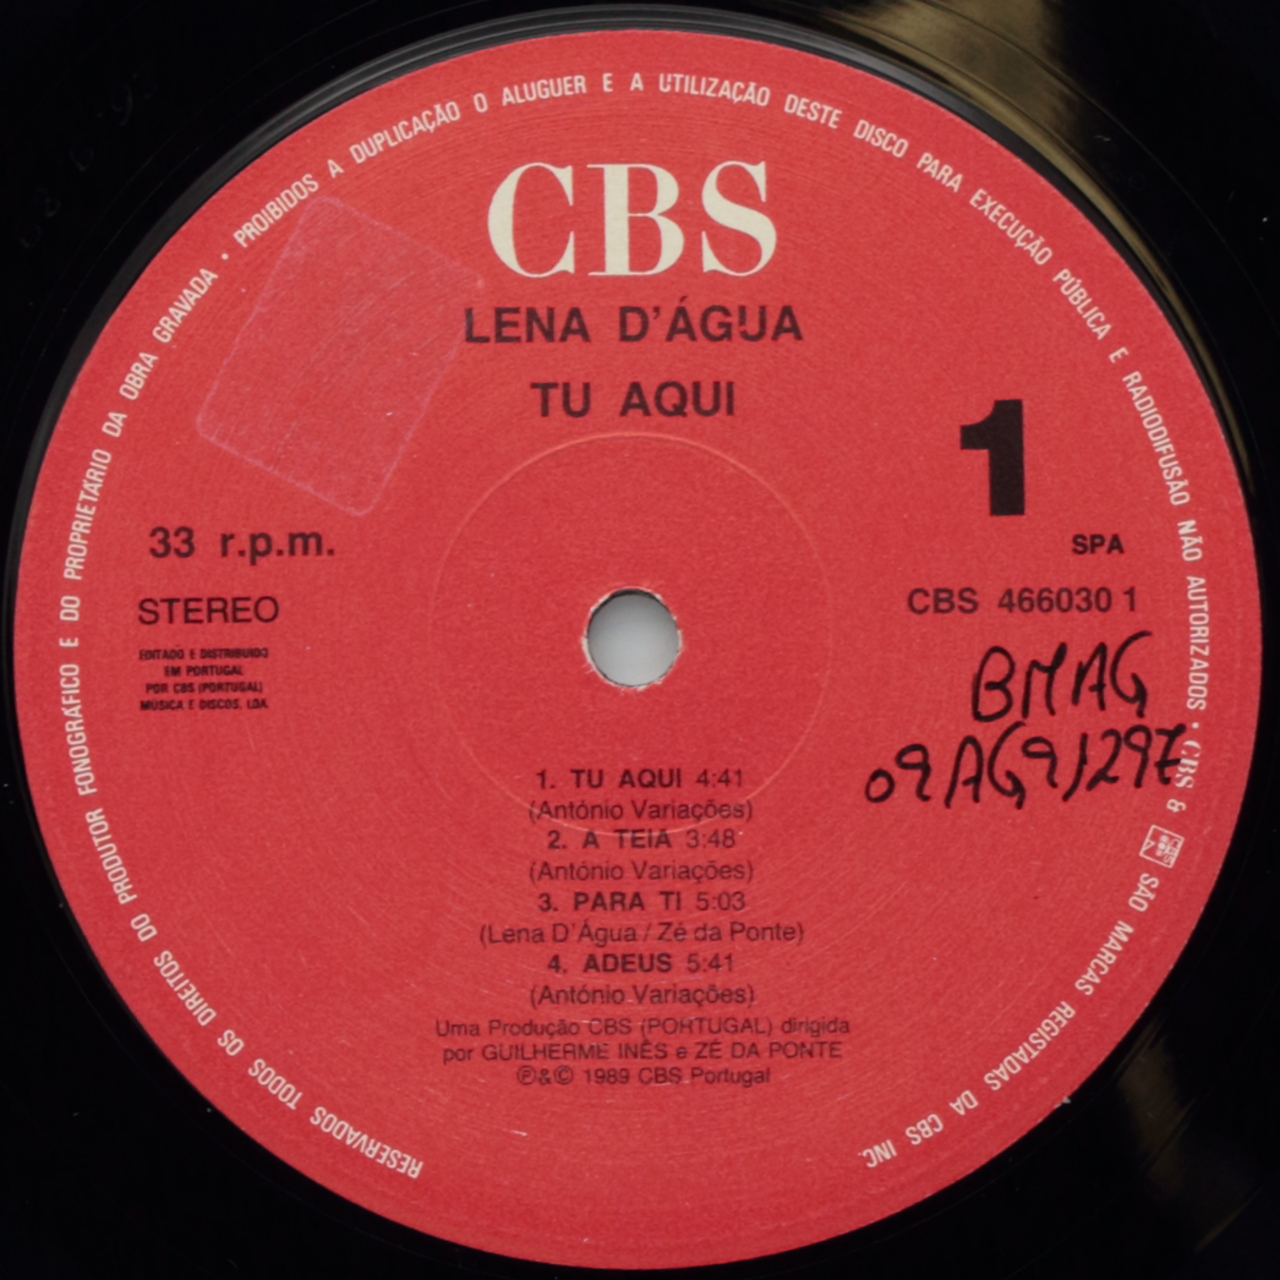 RESERVADOS TODOS OS DIREITOS DO PRODUTOR FONOGRÁFICO E DO PROPRIETÁRIO DA OBRA GRAVADA • PROIBIDOS A DUPLICAÇÃO O ALUGUER E A UTILIZAÇÃO DESTE DISCO PARA EXECUÇÃO PÚBLICA E RADIODIFUSÃO NÃO AUTORIZADOS • CBS & CBS SÃO MARCAS REGISTADAS DA CBS INC.
CBS
LENA D'ÁGUA
TU AQUI
1
33 r.p.m.
SPA
STEREO
CBS 466030 1
EDITADO E DISTRIBUIDO
EM PORTUGAL
POR CBS (PORTUGAL)
MÚSICA E DISCOS, LDA.
BMAG
09AG91297
1. TU AQUI 4:41
(António Variações)
2. A TEIA 3:48
(António Variações)
3. PARA TI 5:03
(Lena D'Água / Zé da Ponte)
4. ADEUS 5:41
(António Variações)
Uma Produção CBS (PORTUGAL) dirigida
por GUILHERME INÊS e ZÉ DA PONTE
℗&© 1989 CBS Portugal